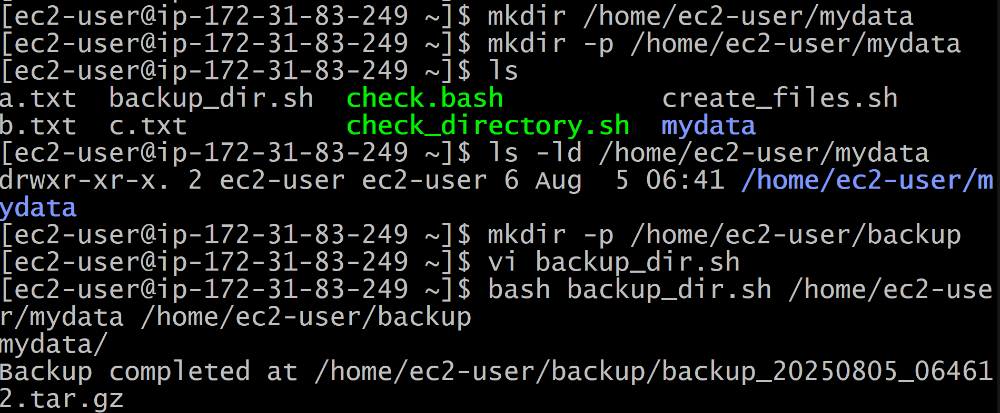 [ec2-user@ip-172-31-83-249 ~]$ mkdir /home/ec2-user/mydata
[ec2-user@ip-172-31-83-249 ~]$ mkdir -p /home/ec2-user/mydata
[ec2-user@ip-172-31-83-249 ~]$ ls
a.txt  backup_dir.sh  check.bash          create_files.sh
b.txt  c.txt          check_directory.sh  mydata
[ec2-user@ip-172-31-83-249 ~]$ ls -ld /home/ec2-user/mydata
drwxr-xr-x. 2 ec2-user ec2-user 6 Aug  5 06:41 /home/ec2-user/m
ydata
[ec2-user@ip-172-31-83-249 ~]$ mkdir -p /home/ec2-user/backup
[ec2-user@ip-172-31-83-249 ~]$ vi backup_dir.sh
[ec2-user@ip-172-31-83-249 ~]$ bash backup_dir.sh /home/ec2-use
r/mydata /home/ec2-user/backup
mydata/
Backup completed at /home/ec2-user/backup/backup_20250805_06461
2.tar.gz